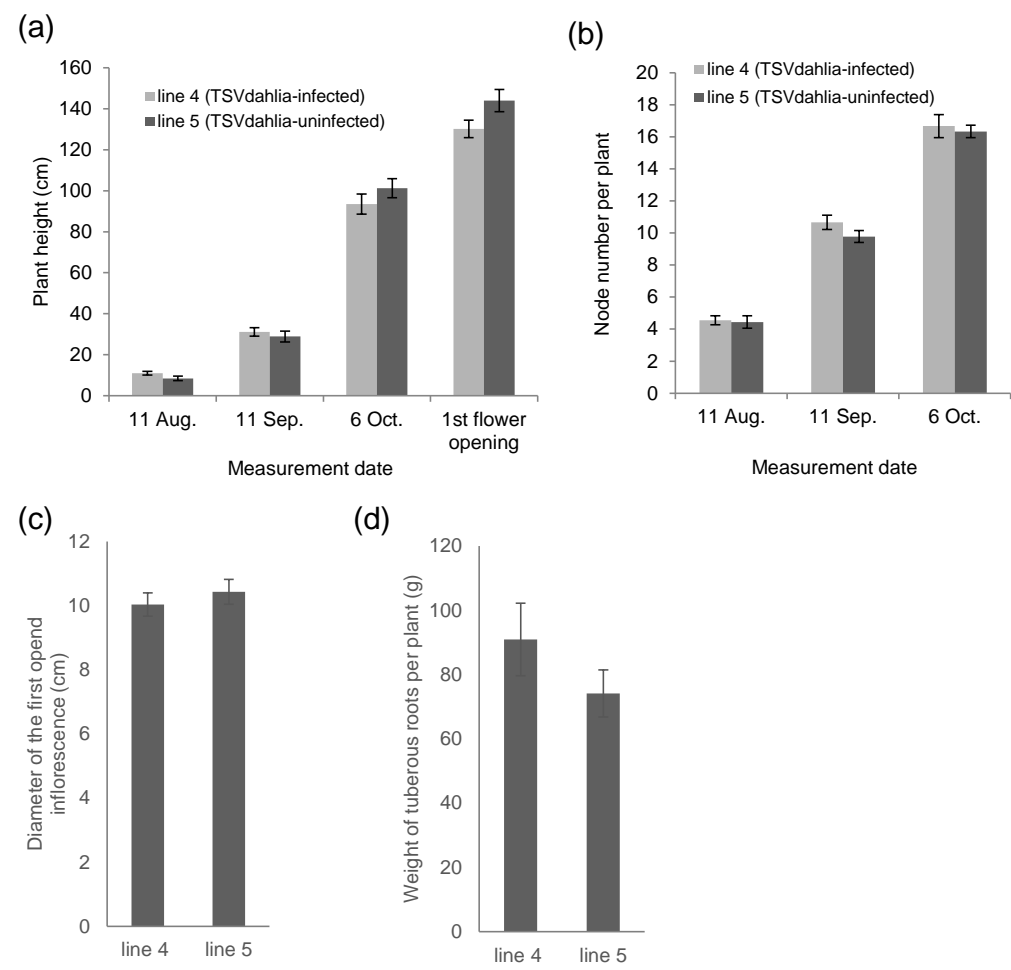 (a)
160
140
120
100
80
60
40
20
0
Plant height (cm)
line 4 (TSVdahlia-infected)
line 5 (TSVdahlia-uninfected)
11 Aug.
11 Sep.
6 Oct.
1st flower
opening
Measurement date
(b)
20
18
16
14
12
10
8
6
4
2
0
Node number per plant
line 4 (TSVdahlia-infected)
line 5 (TSVdahlia-uninfected)
11 Aug.
11 Sep.
6 Oct.
Measurement date
(c)
12
10
8
6
4
2
0
Diameter of the first opend
inflorescence (cm)
line 4
line 5
(d)
120
100
80
60
40
20
0
Weight of tuberous roots per plant (g)
line 4
line 5